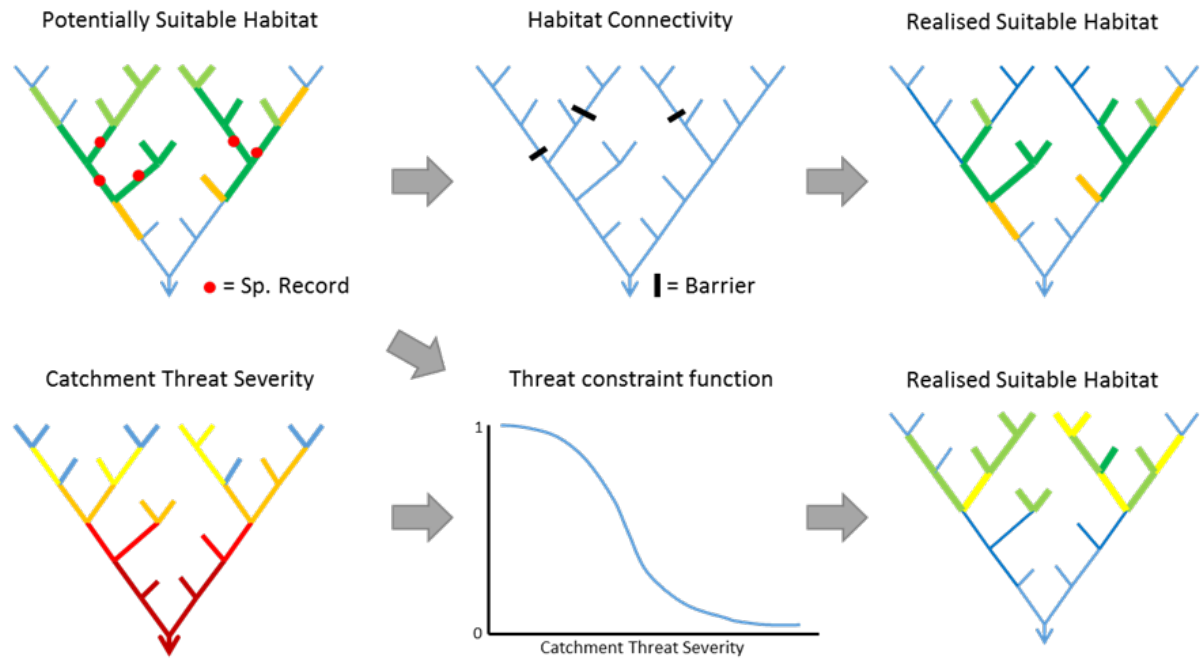 Potentially Suitable Habitat
Habitat Connectivity
Realised Suitable Habitat
= Sp. Record
= Barrier
Catchment Threat Severity
Threat constraint function
Realised Suitable Habitat
1
0
Catchment Threat Severity